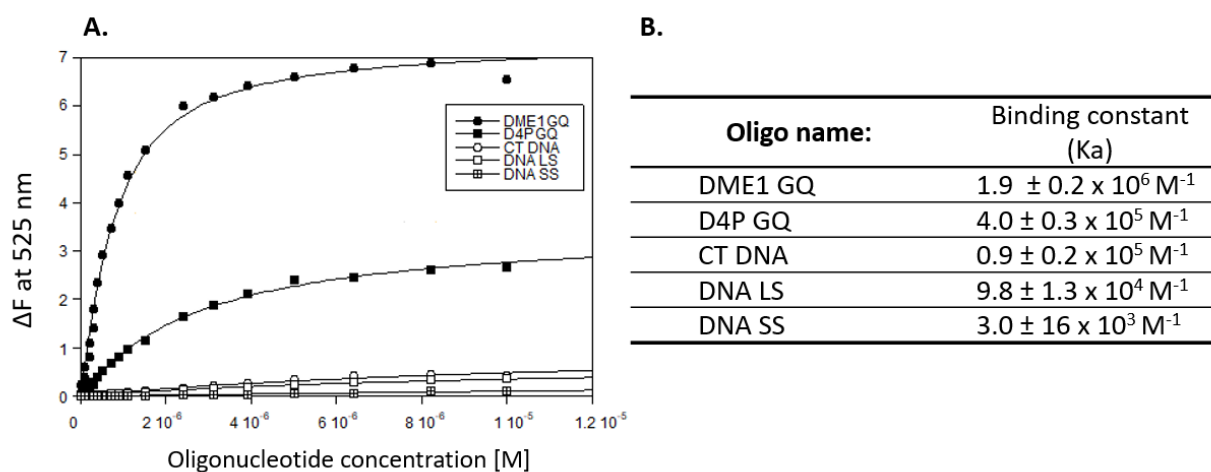 A.
7
6
5
4
3
2
1
0
ΔF at 525 nm
DME1GQ
D4PGQ
CT DNA
DNA LS
DNA SS
0 2 10⁻⁶ 4 10⁻⁶ 6 10⁻⁶ 8 10⁻⁶ 1 10⁻⁵ 1.2 10⁻⁵
Oligonucleotide concentration [M]
B.
Oligo name: Binding constant
(Ka)
DME1 GQ 1.9 ± 0.2 x 10⁶ M⁻¹
D4P GQ 4.0 ± 0.3 x 10⁵ M⁻¹
CT DNA 0.9 ± 0.2 x 10⁵ M⁻¹
DNA LS 9.8 ± 1.3 x 10⁴ M⁻¹
DNA SS 3.0 ± 16 x 10³ M⁻¹